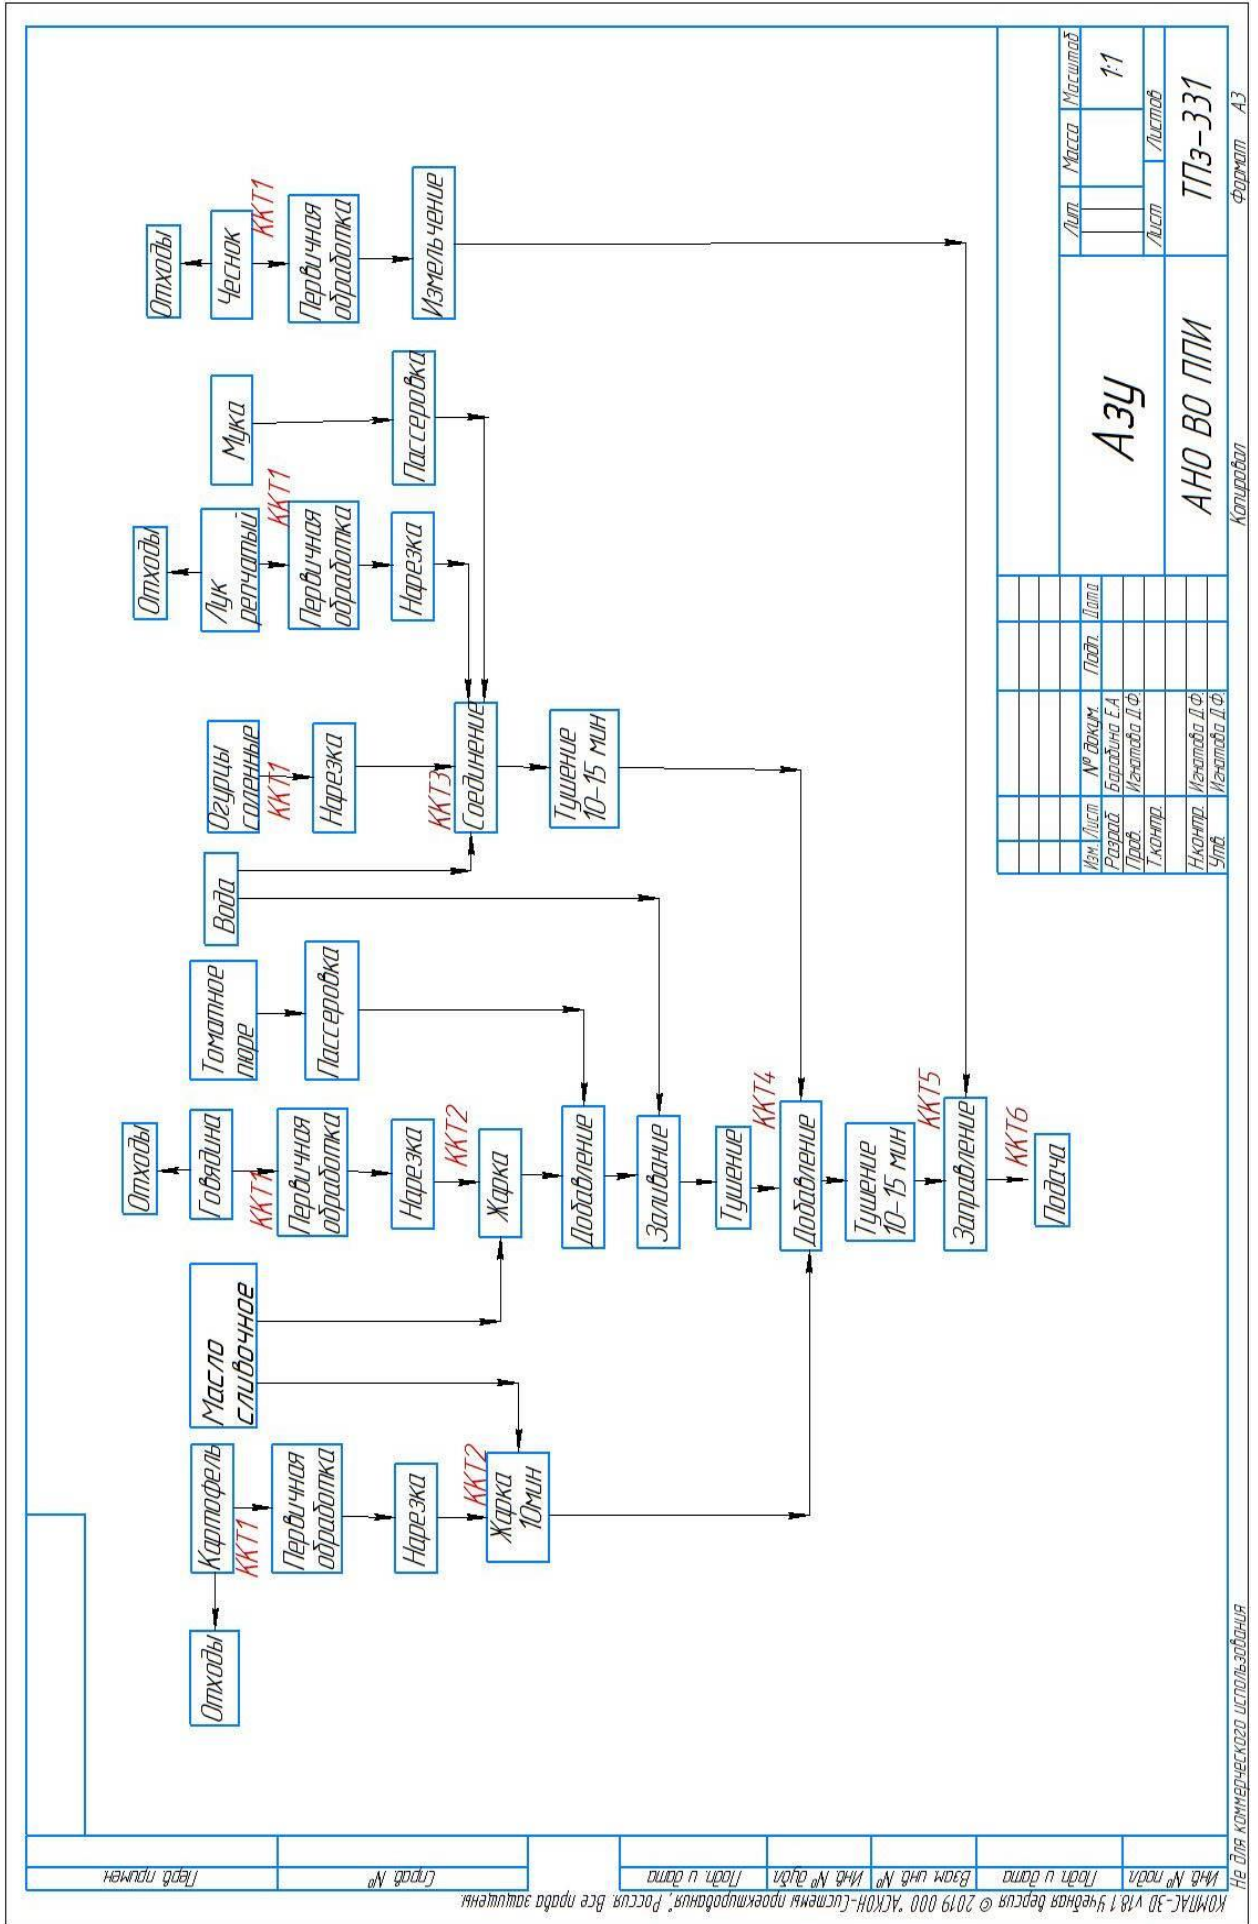 Отходы
Картофель
ККТ1
Первичная
обработка
Нарезка
ККТ2
Жарка
10мин
Масло
сливочное
Отходы
Говядина
ККТ1
Первичная
обработка
Нарезка
ККТ2
Жарка
Добавление
Заливание
Тушение
ККТ4
Добавление
Тушение
10-15 мин
ККТ5
Заправление
ККТ6
Подача
Томатное
пюре
Пассеровка
Вода
Огурцы
соленные
ККТ1
Нарезка
ККТ3
Соединение
Тушение
10-15 мин
Отходы
Лук
репчатый
ККТ1
Первичная
обработка
Нарезка
Мука
Пассеровка
Отходы
Чеснок
ККТ1
Первичная
обработка
Измельчение
Изм. Лист № докум. Подп. Дата
Разраб. Барабина Е.А
Пров. Игнатова Д.Ф.
Т.контр.
Н.контр. Игнатова Д.Ф.
Утв. Игнатова Д.Ф.
Азу
АНО ВО ППИ
Лит. Масса Масштаб
1:1
Лист Листов
ТПз-331
Копировал Формат А3
Перв. примен.
Справ. №
Подп. и дата
Инв. № дубл.
Взам. инв. №
Подп. и дата
Инв. № подл.
КОМПАС-3D v18.1 Учебная версия © 2019 ООО "АСКОН-Системы проектирования", Россия. Все права защищены.
Не для коммерческого использования